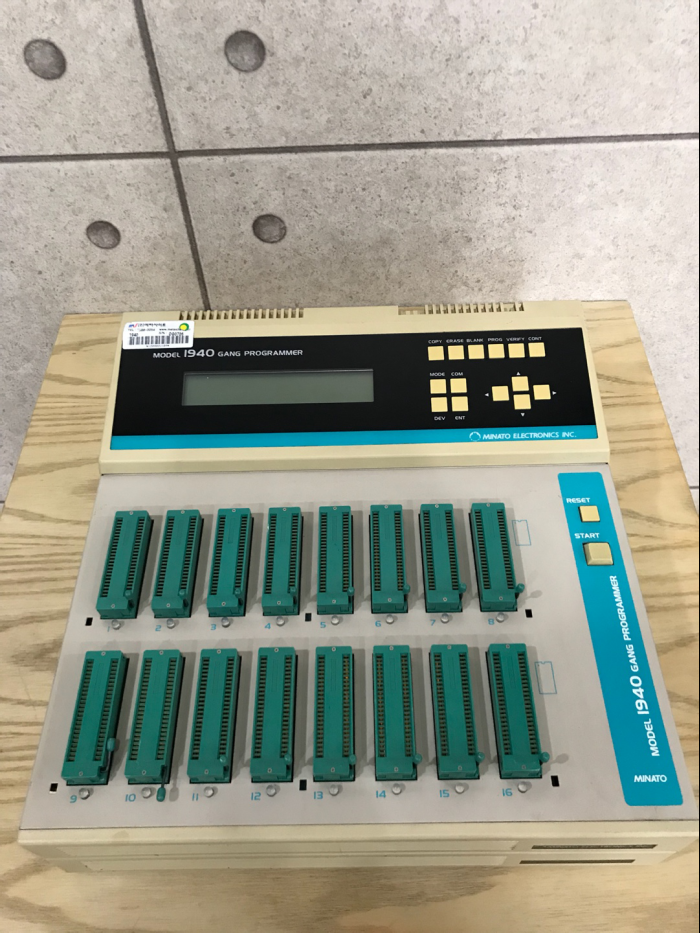 MODEL 1940 GANG PROGRAMMER
COPY ERASE BLANK PROG VERIFY CONT
MODE COM
DEV ENT
MINATO ELECTRONICS INC.
RESET
START
1 2 3 4 5 6 7 8
MODEL 1940 GANG PROGRAMMER
9 10 11 12 13 14 15 16
MINATO